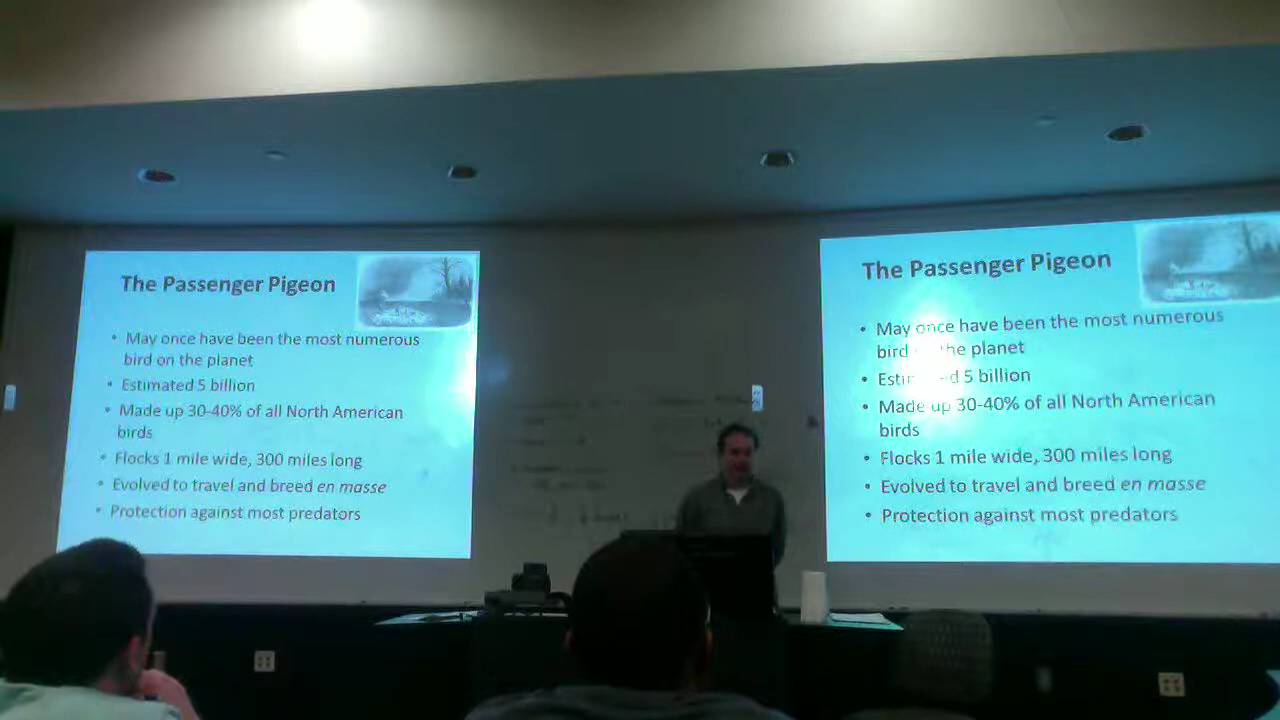 The Passenger Pigeon
• May once have been the most numerous
bird on the planet
• Estimated 5 billion
• Made up 30-40% of all North American
birds
• Flocks 1 mile wide, 300 miles long
• Evolved to travel and breed en masse
• Protection against most predators
The Passenger Pigeon
• May once have been the most numerous
bird the planet
• 5 billion
• Made up 30-40% of all North American
birds
• Flocks 1 mile wide, 300 miles long
• Evolved to travel and breed en masse
• Protection against most predators